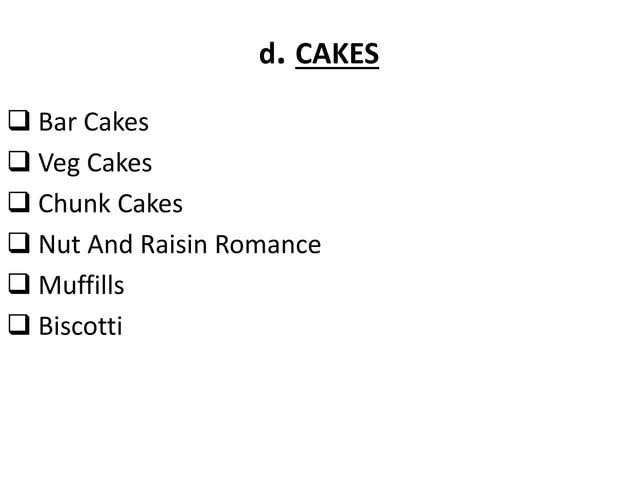 d. CAKES
❑ Bar Cakes
❑ Veg Cakes
❑ Chunk Cakes
❑ Nut And Raisin Romance
❑ Muffills
❑ Biscotti